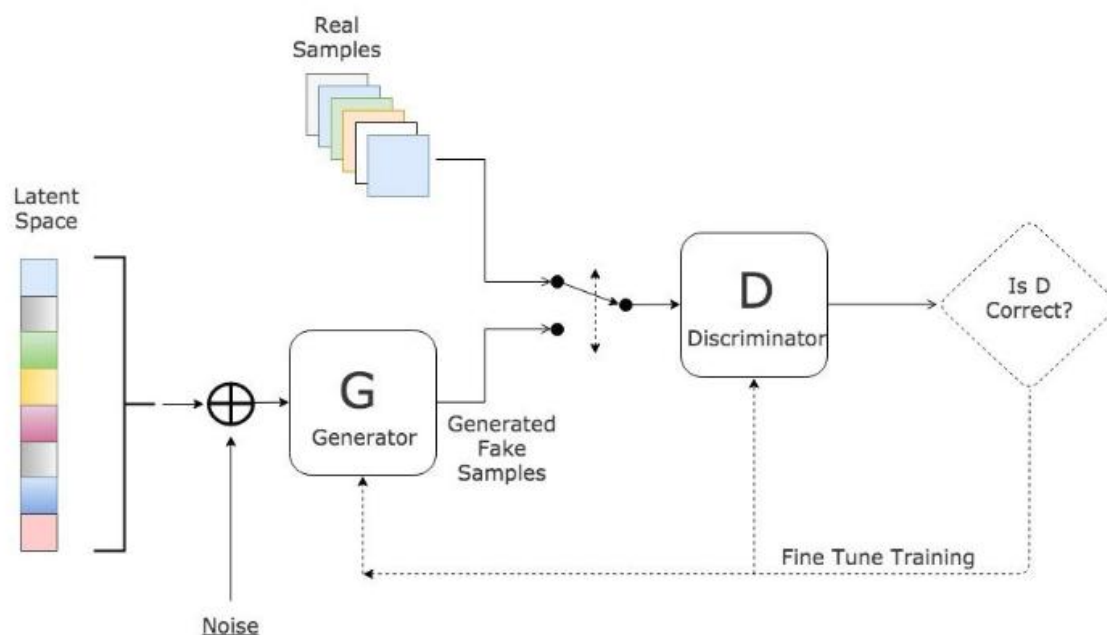 Real
Samples
Latent
Space
D
Discriminator
Is D
Correct?
G
Generator
Generated
Fake
Samples
Fine Tune Training
Noise